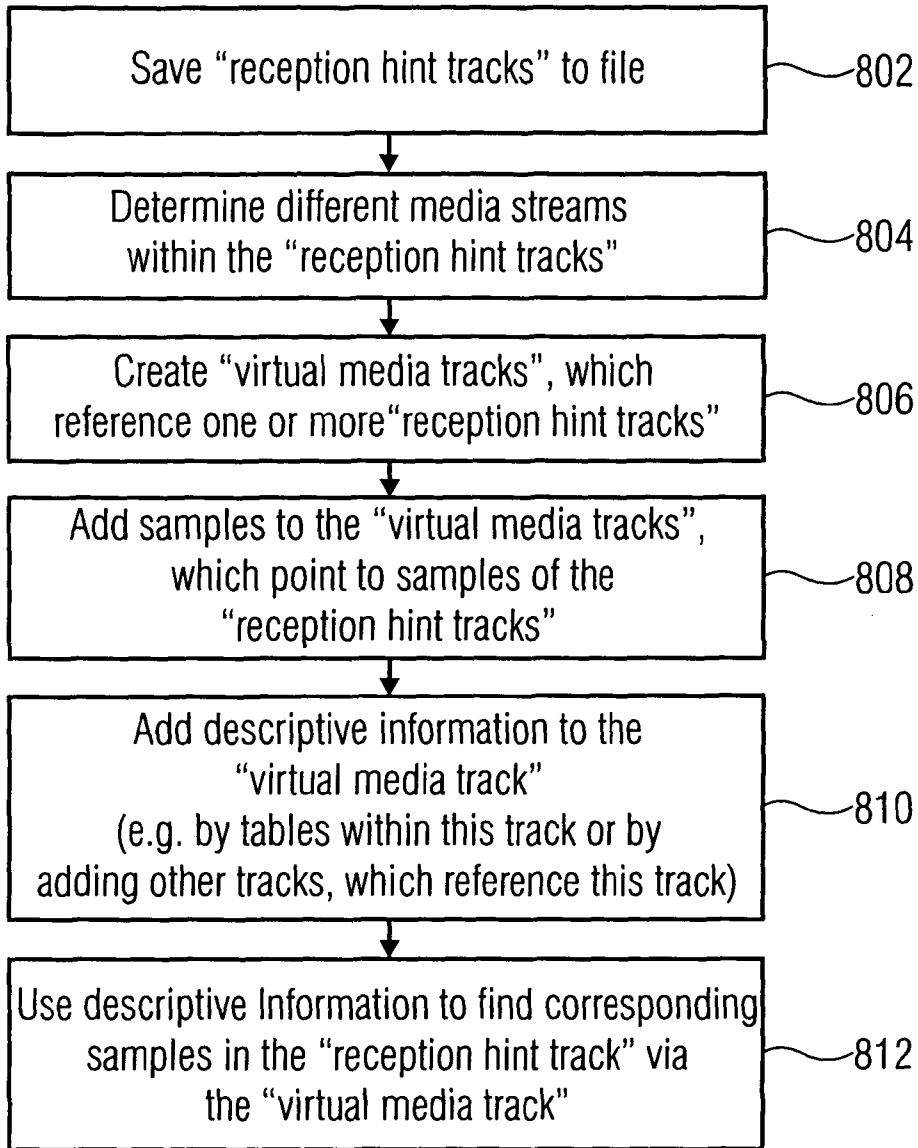 Save “reception hint tracks” to file
802
Determine different media streams
within the “reception hint tracks”
804
Create “virtual media tracks”, which
reference one or more“reception hint tracks”
806
Add samples to the “virtual media tracks”,
which point to samples of the
“reception hint tracks”
808
Add descriptive information to the
“virtual media track”
(e.g. by tables within this track or by
adding other tracks, which reference this track)
810
Use descriptive Information to find corresponding
samples in the “reception hint track” via
the “virtual media track”
812